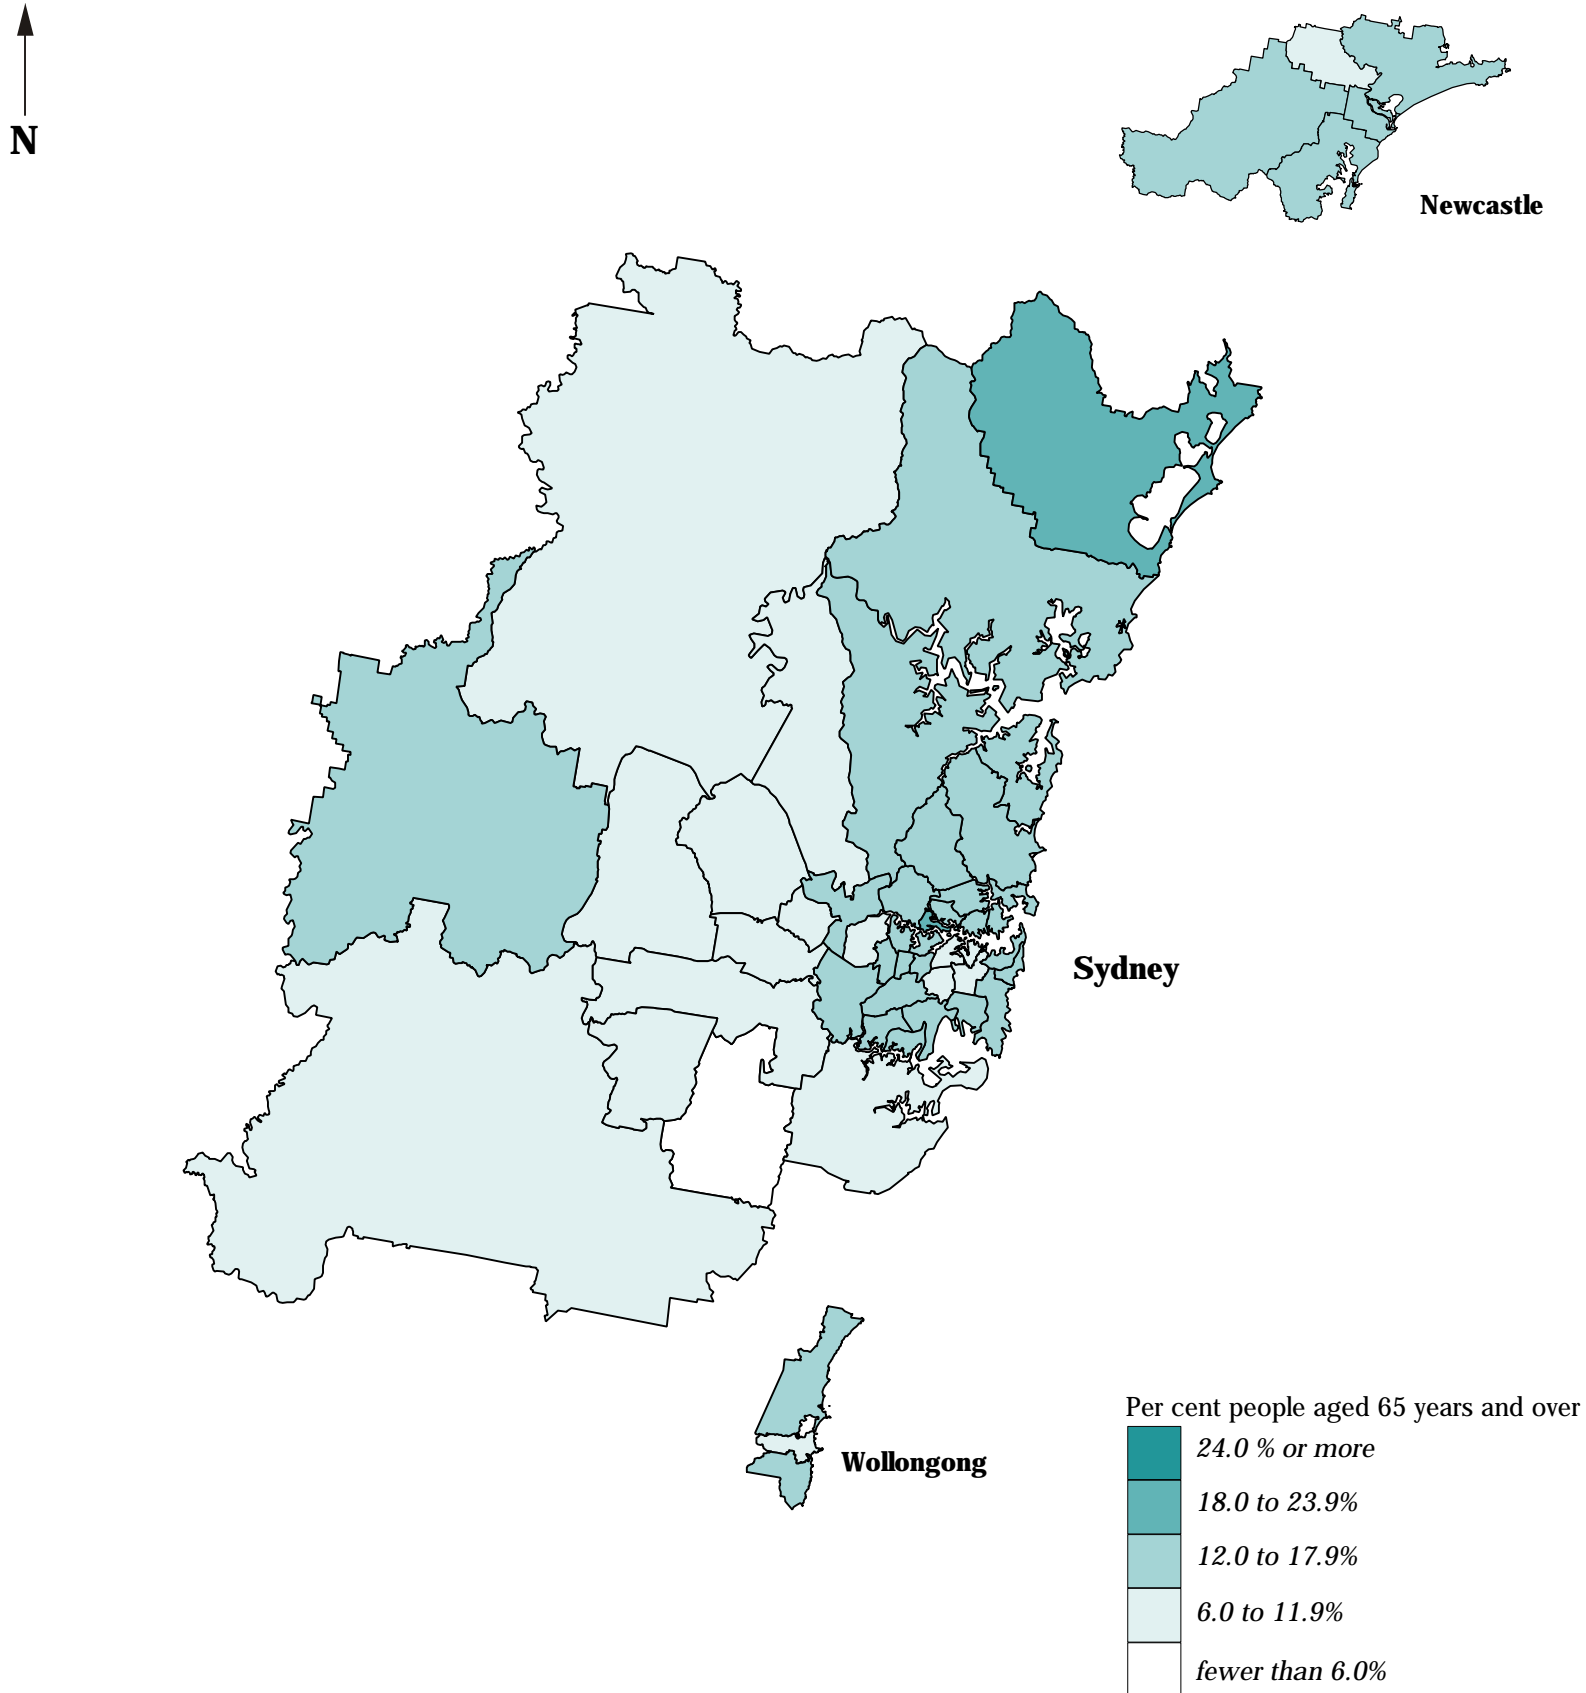 N
Newcastle
Sydney
Wollongong
Per cent people aged 65 years and over
24.0 % or more
18.0 to 23.9%
12.0 to 17.9%
6.0 to 11.9%
fewer than 6.0%